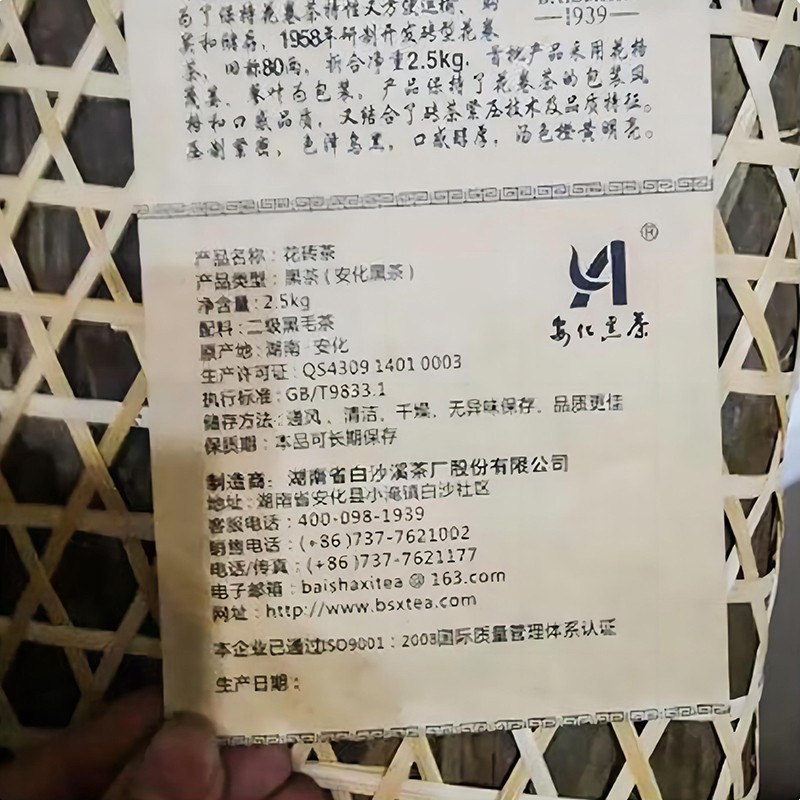 为了保持花卷茶特性又方便运输、购
买和储存，1958年研制开发砖型花卷
茶，旧称80两，折合净重2.5kg。首批产品采用花格
篾篓、蓼叶为包装，产品保持了花卷茶的包装风
格和口感品质，又结合了砖茶紧压技术及品质特征。
压制紧密，色泽乌黑，口感醇厚，汤色橙黄明亮。
1939
产品名称：花砖茶
产品类型：黑茶（安化黑茶）
净含量：2.5kg
配料：二级黑毛茶
原产地：湖南·安化
生产许可证：QS4309 1401 0003
执行标准：GB/T9833.1
储存方法：通风、清洁、干燥、无异味保存，品质更佳
保质期：本品可长期保存
®
安化黑茶
制造商：湖南省白沙溪茶厂股份有限公司
地址：湖南省安化县小淹镇白沙社区
客服电话：400-098-1939
销售电话：(+86)737-7621002
电话/传真：(+86)737-7621177
电子邮箱：baishaxitea@163.com
网址：http://www.bsxtea.com
本企业已通过ISO9001：2008国际质量管理体系认证
生产日期：